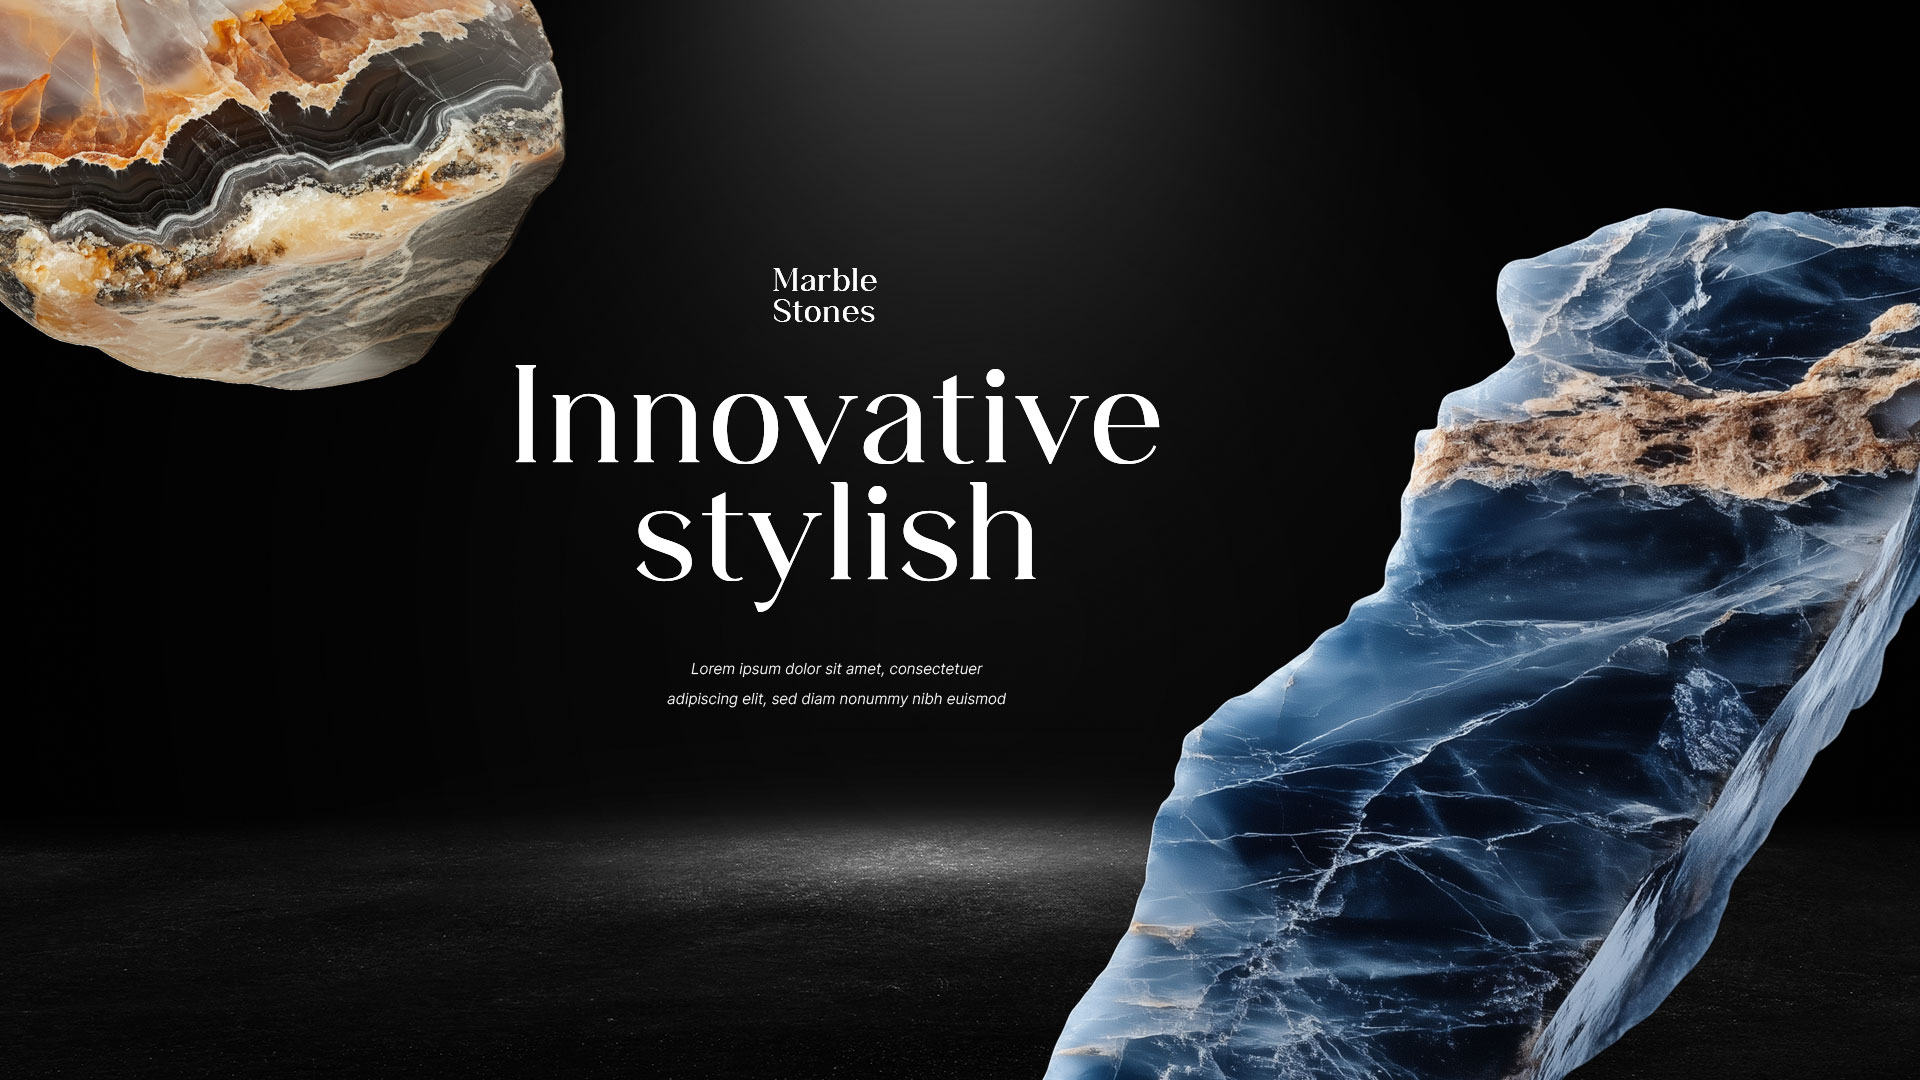 Marble
Stones
Innovative
stylish
Lorem ipsum dolor sit amet, consectetuer
adipiscing elit, sed diam nonummy nibh euismod